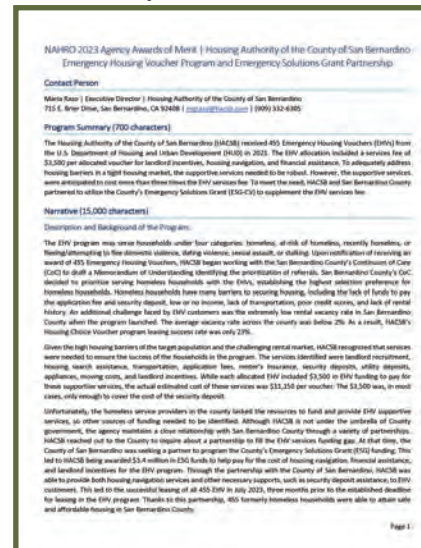 NAHRO 2023 Agency Awards of Merit | Housing Authority of the County of San Bernardino
Emergency Housing Voucher Program and Emergency Solutions Grant Partnership
Contact Person
Maria Razo | Executive Director | Housing Authority of the County of San Bernardino
715 E. Brier Drive, San Bernardino, CA 92408 | | (909) 332-6305
Program Summary (700 characters)
The Housing Authority of the County of San Bernardino (HACSB) received 455 Emergency Housing Vouchers (EHVs) from
the U.S. Department of Housing and Urban Development (HUD) in 2021. The EHV allocation included a services fee of
$3,500 per allocated voucher for landlord incentives, housing navigation, and financial assistance. To adequately address
housing barriers in a tight housing market, the supportive services needed to be robust. However, the supportive services
were anticipated to cost more than three times the EHV services fee. To meet the need, HACSB and San Bernardino County
partnered to utilize the County's Emergency Solutions Grant (ESG-CV) to supplement the EHV services fee.
Narrative (15,000 characters)
Description and Background of the Program:
The EHV program may serve households under four categories: homeless, at-risk of homeless, recently homeless, or
fleeing/attempting to flee domestic violence, dating violence, sexual assault, or stalking. Upon notification of receiving an
award of 455 Emergency Housing Vouchers, HACSB began working with the San Bernardino County's Continuum of Care
(CoC) to draft a Memorandum of Understanding identifying the prioritization of referrals. San Bernardino County's CoC
decided to prioritize serving homeless households with the EHVs, establishing the highest selection preference for
homeless households. Homeless households have many barriers to securing housing, including the lack of funds to pay
the application fee and security deposit, low or no income, lack of transportation, poor credit scores, and lack of rental
history. An additional challenge faced by EHV customers was the extremely low rental vacancy rate in San Bernardino
County when the program launched. The average vacancy rate across the county was below 2%. As a result, HACSB's
Housing Choice Voucher program leasing success rate was only 23%.
Given the high housing barriers of the target population and the challenging rental market, HACSB recognized that services
were needed to ensure the success of the households in the program. The services identified were landlord recruitment,
Housing search assistance, transportation, application fees, renter's insurance, security deposits, utility deposits,
appliances, moving costs, and landlord incentives. While each allocated EHV included $3,500 in EHV funding to pay for
these supportive services, the actual estimated cost of these services was $11,150 per voucher. The $3,500 was, in most
cases, only enough to cover the cost of the security deposit.
Unfortunately, the homeless service providers in the county lacked the resources to fund and provide EHV supportive
services, so other sources of funding needed to be identified. Although HACSB is not under the umbrella of County
government, the agency maintains a close relationship with San Bernardino County through a variety of partnerships.
HACSB reached out to the County to inquire about a partnership to fill the EHV services funding gap. At that time, the
County of San Bernardino was seeking a partner to program the County's Emergency Solutions Grant (ESG) funding. This
led to HACSB being awarded $3.4 million in ESG funds to help pay for the cost of housing navigation, financial assistance,
and landlord incentives for the EHV program. Through the partnership with the County of San Bernardino, HACSB was
able to provide both housing navigation services and other necessary supports, such as security deposit assistance, to EHV
customers. This led to the successful leasing of all 455 EHV in July 2023, three months prior to the established deadline
for leasing in the EHV program. Thanks to this partnership, 455 formerly homeless households were able to attain safe
and affordable housing in San Bernardino County.
Page 1